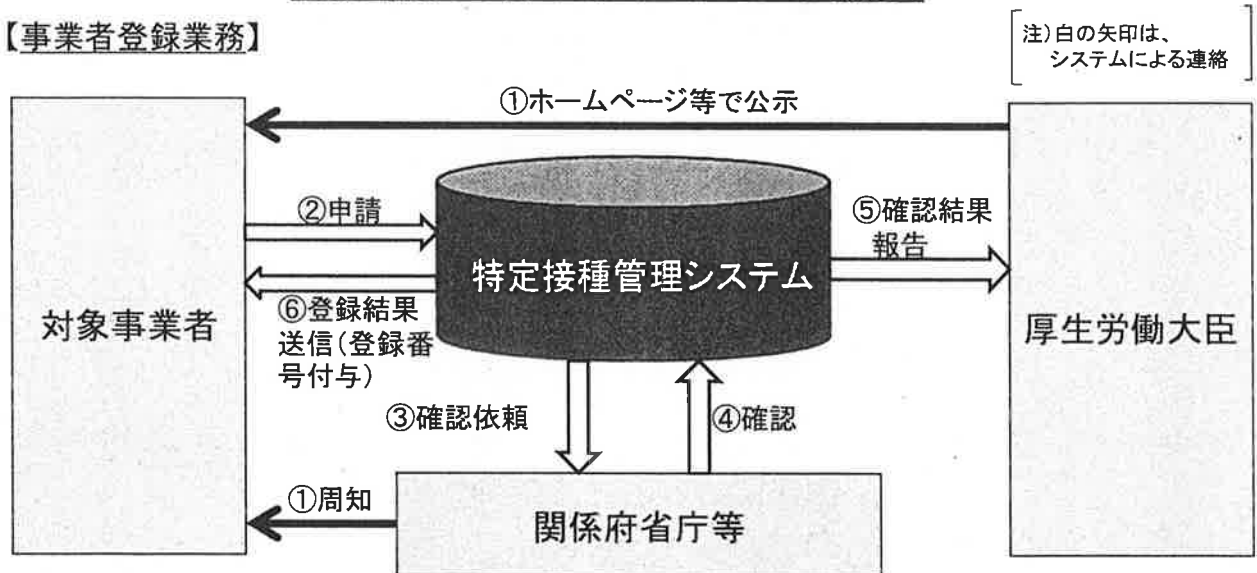 【事業者登録業務】
注)白の矢印は、
システムによる連絡
①ホームページ等で公示
②申請
⑤確認結果
報告
特定接種管理システム
⑥登録結果
送信(登録番
号付与)
対象事業者
厚生労働大臣
③確認依頼
④確認
①周知
関係府省庁等